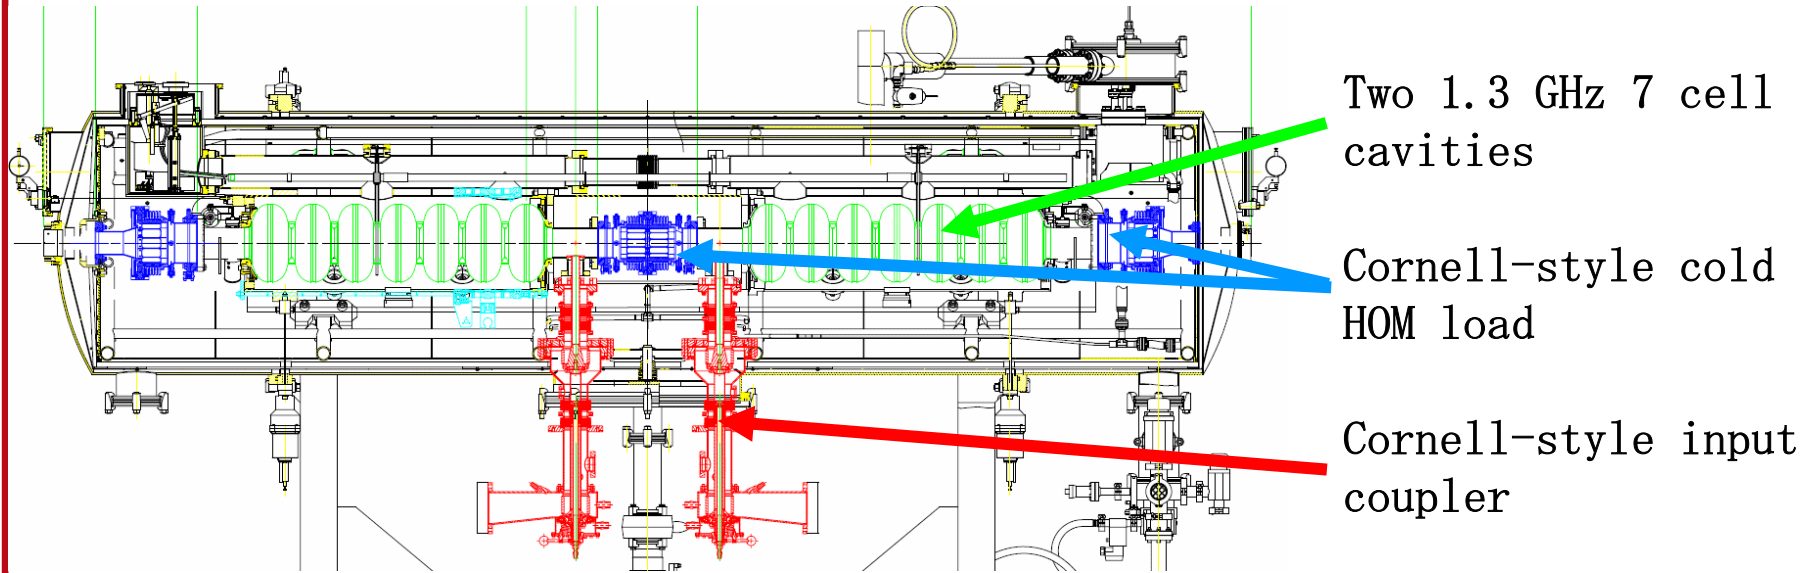 Two 1.3 GHz 7 cell
cavities
Cornell-style cold
HOM load
Cornell-style input
coupler